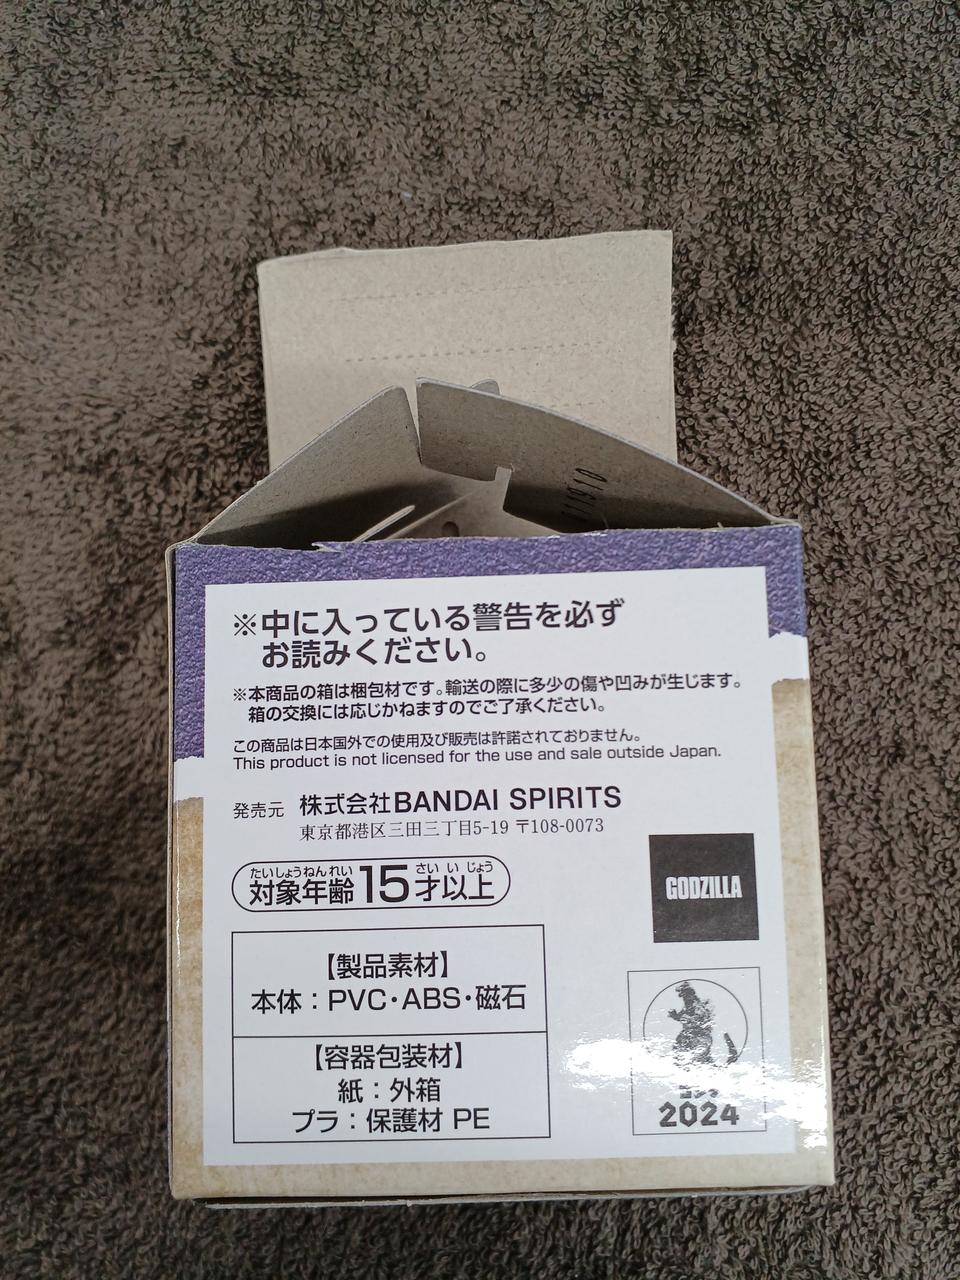 ※中に入っている警告を必ず
お読みください。
※本商品の箱は梱包材です。輸送の際に多少の傷や凹みが生じます。
箱の交換には応じかねますのでご了承ください。
この商品は日本国外での使用及び販売は許諾されておりません。
This product is not licensed for the use and sale outside Japan.
発売元 株式会社BANDAI SPIRITS
東京都港区三田三丁目5-19 〒108-0073
たいしょうねんれい さい い じょう
対象年齢15才以上
GODZILLA
【製品素材】
本体：PVC・ABS・磁石
【容器包装材】
紙：外箱
プラ：保護材 PE
2024